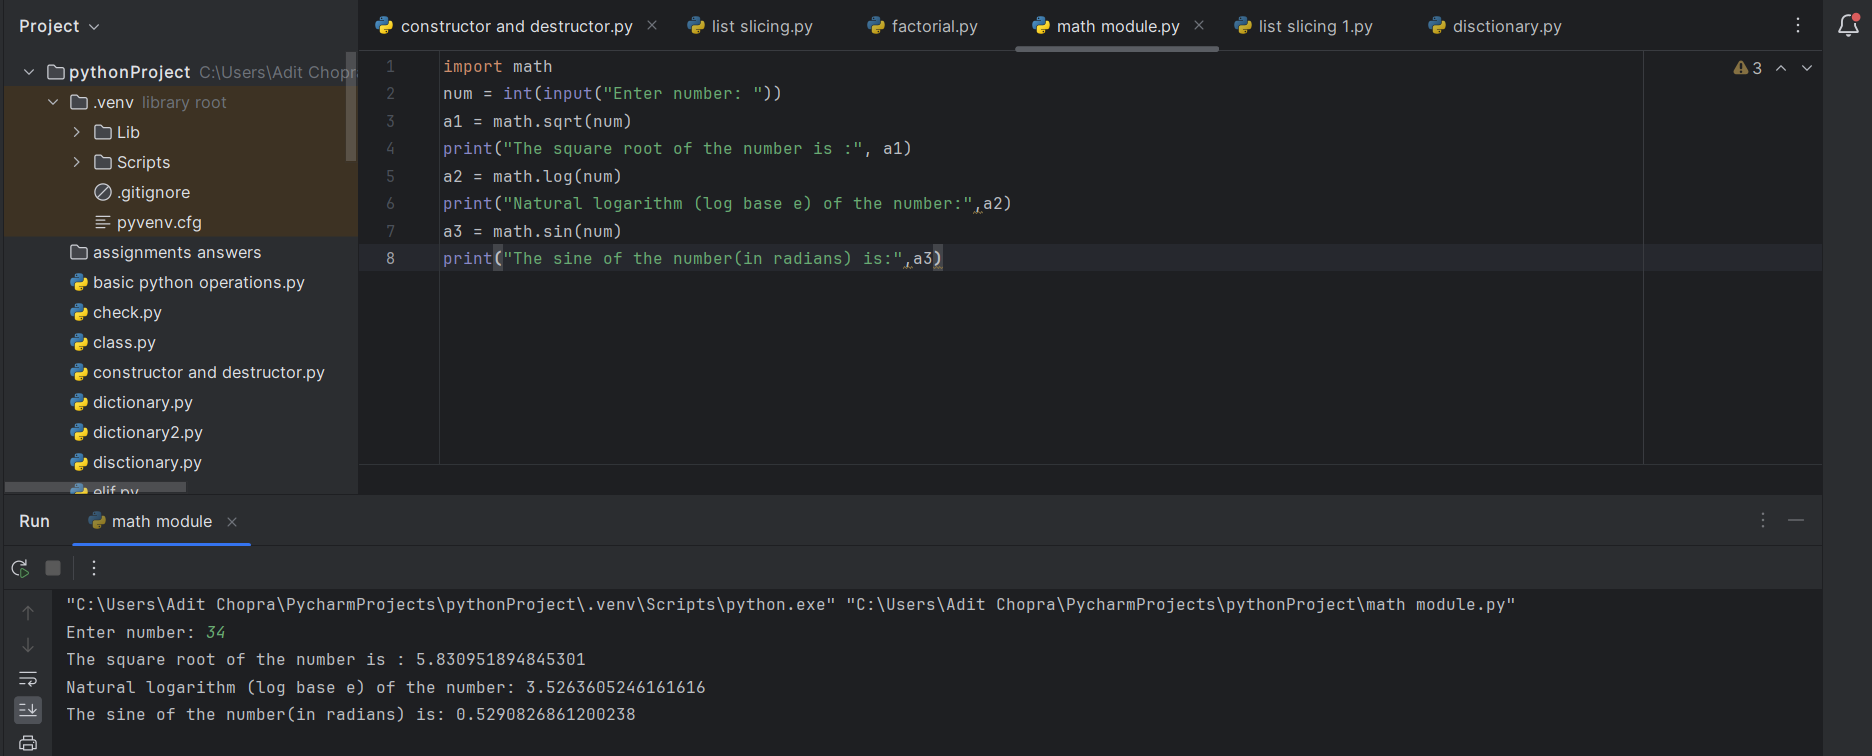 Project
constructor and destructor.py
list slicing.py
factorial.py
math module.py
list slicing 1.py
disctionary.py
pythonProject C:\Users\Adit Chopra
.venv library root
Lib
Scripts
.gitignore
pyvenv.cfg
assignments answers
basic python operations.py
check.py
class.py
constructor and destructor.py
dictionary.py
dictionary2.py
disctionary.py
elif.py
1 import math
2 num = int(input("Enter number: "))
3 a1 = math.sqrt(num)
4 print("The square root of the number is :", a1)
5 a2 = math.log(num)
6 print("Natural logarithm (log base e) of the number:",a2)
7 a3 = math.sin(num)
8 print("The sine of the number(in radians) is:",a3)
3
Run
math module
"C:\Users\Adit Chopra\PycharmProjects\pythonProject\.venv\Scripts\python.exe" "C:\Users\Adit Chopra\PycharmProjects\pythonProject\math module.py"
Enter number: 34
The square root of the number is : 5.830951894845301
Natural logarithm (log base e) of the number: 3.5263605246161616
The sine of the number(in radians) is: 0.5290826861200238